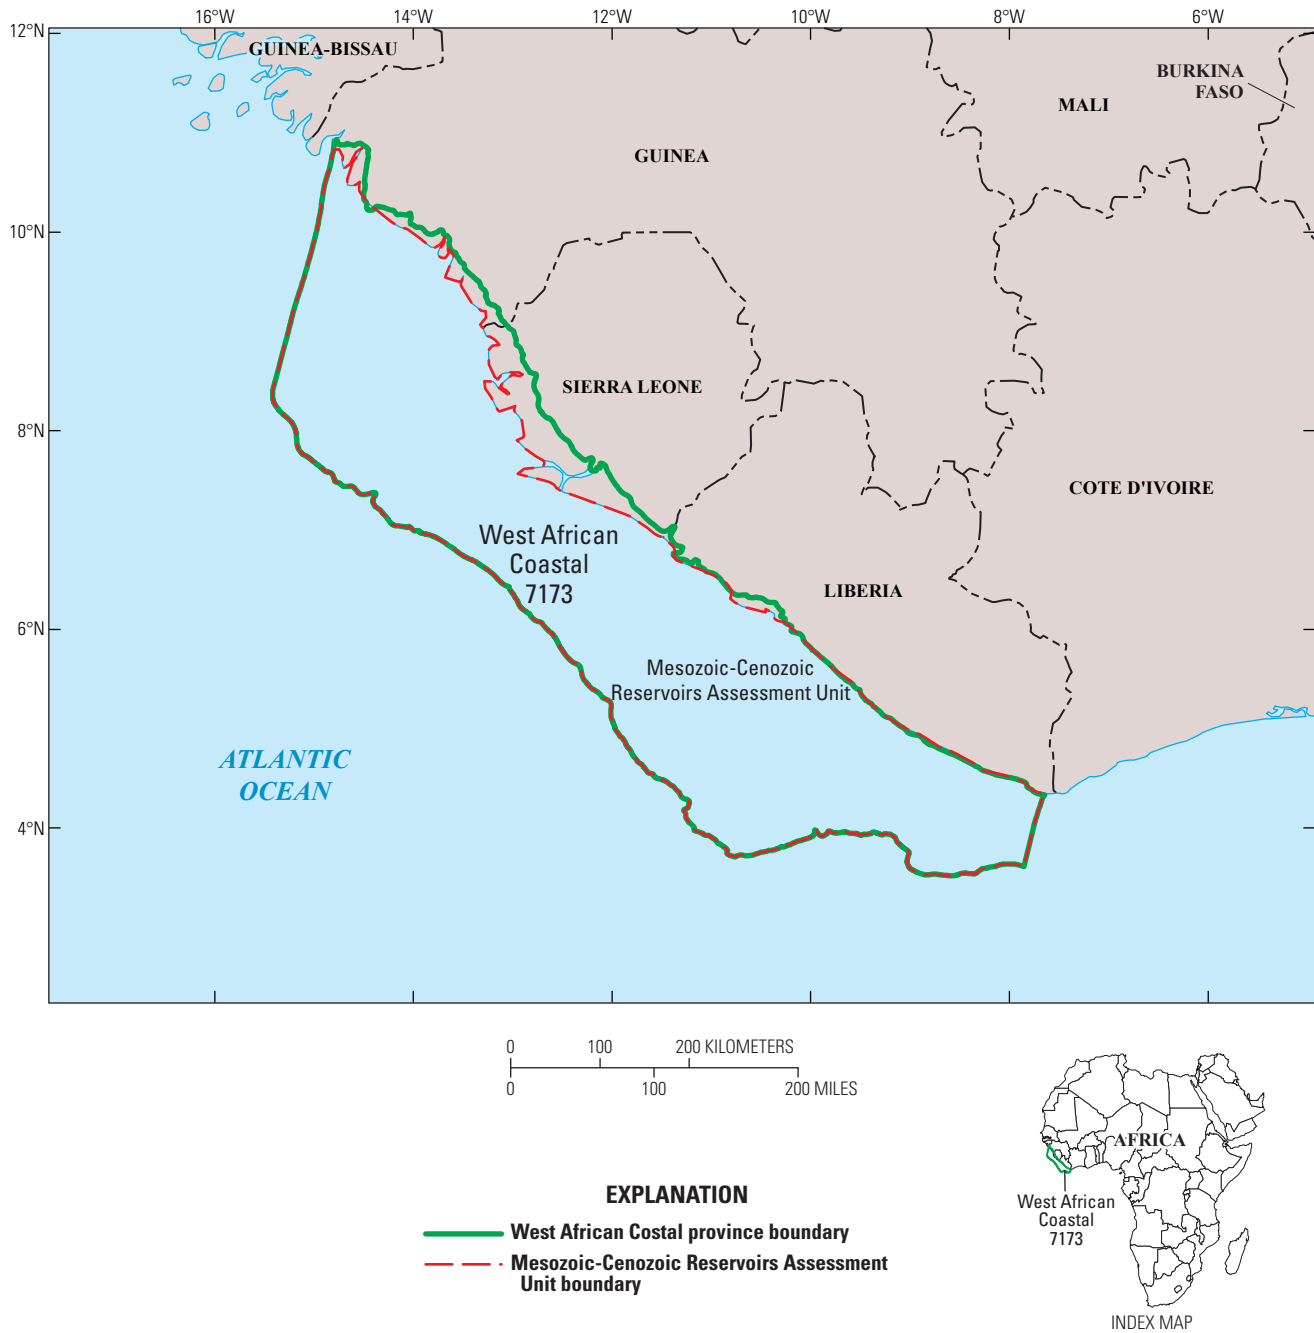 16°W
14°W
12°W
10°W
8°W
6°W
12°N
10°N
8°N
6°N
4°N
GUINEA-BISSAU
BURKINA
FASO
MALI
GUINEA
SIERRA LEONE
COTE D'IVOIRE
LIBERIA
West African
Coastal
7173
Mesozoic-Cenozoic
Reservoirs Assessment Unit
ATLANTIC
OCEAN
0 100 200 KILOMETERS
0 100 200 MILES
EXPLANATION
West African Costal province boundary
Mesozoic-Cenozoic Reservoirs Assessment
Unit boundary
AFRICA
West African
Coastal
7173
INDEX MAP